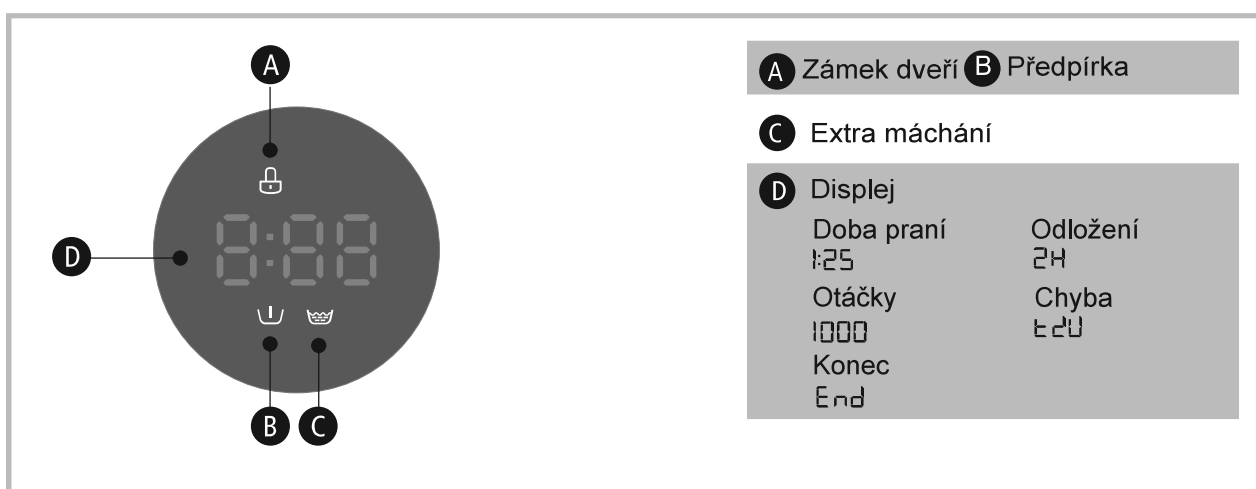 A
D
8:88
B C
A Zámek dveří B Předpírka
C Extra máchání
D Displej
Doba praní Odložení
1:25 2H
Otáčky Chyba
1000
Konec
End